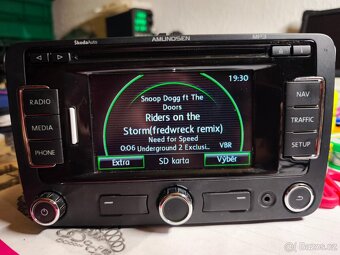 SkodaAuto
AMUNDSEN
MP3
19:30
RADIO
MEDIA
PHONE
Snoop Dogg ft The
Doors
Riders on the
Storm(fredwreck remix)
Need for Speed
0:06 Underground 2 Exclusi...
VBR
Extra
SD karta
Výběr
NAV
TRAFFIC
SETUP
Bazos.cz